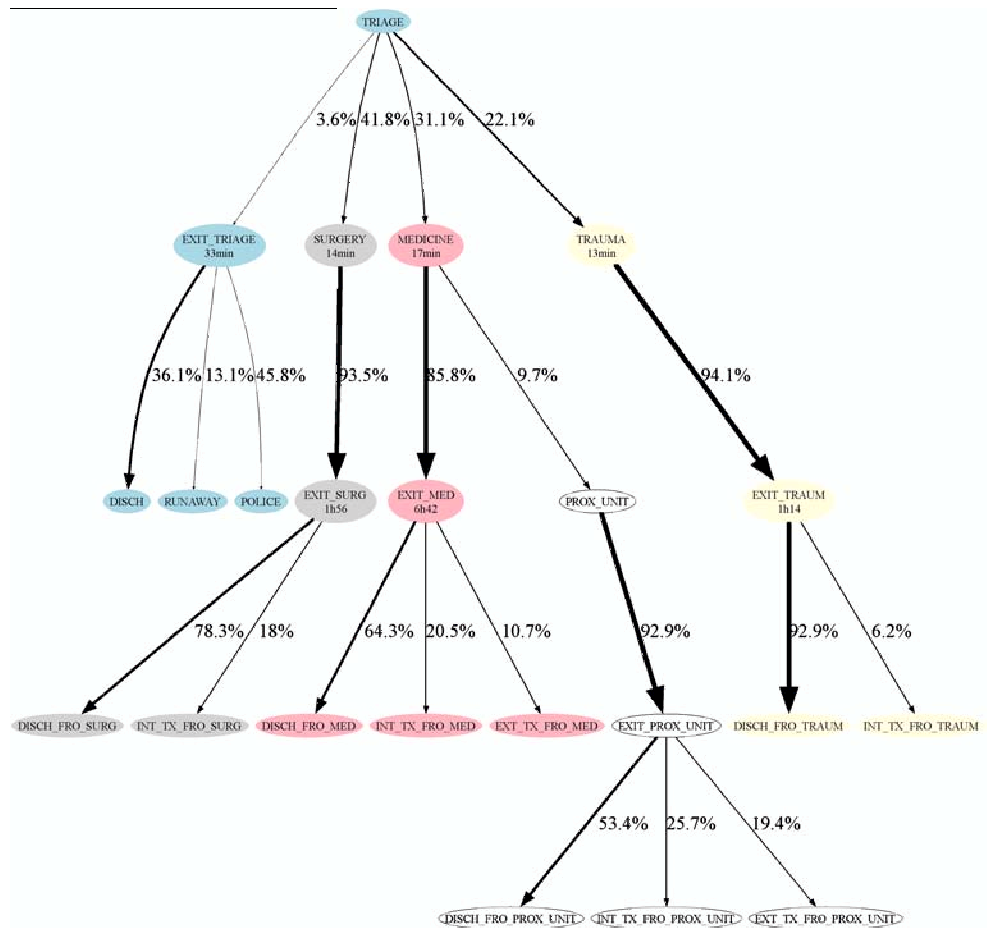 TRIAGE
3.6% 41.8% 31.1% 22.1%
EXIT_TRIAGE
33min
SURGERY
14min
MEDICINE
17min
TRAUMA
13min
36.1% 13.1% 45.8% 93.5% 85.8% 9.7% 94.1%
DISCH
RUNAWAY
POLICE
EXIT_SURG
1h56
EXIT_MED
6h42
PROX_UNIT
EXIT_TRAUM
1h14
78.3% 18% 64.3% 20.5% 10.7% 92.9% 92.9% 6.2%
DISCH_FRO_SURG
INT_TX_FRO_SURG
DISCH_FRO_MED
INT_TX_FRO_MED
EXT_TX_FRO_MED
EXIT_PROX_UNIT
DISCH_FRO_TRAUM
INT_TX_FRO_TRAUM
53.4% 25.7% 19.4%
DISCH_FRO_PROX_UNIT
INT_TX_FRO_PROX_UNIT
EXT_TX_FRO_PROX_UNIT